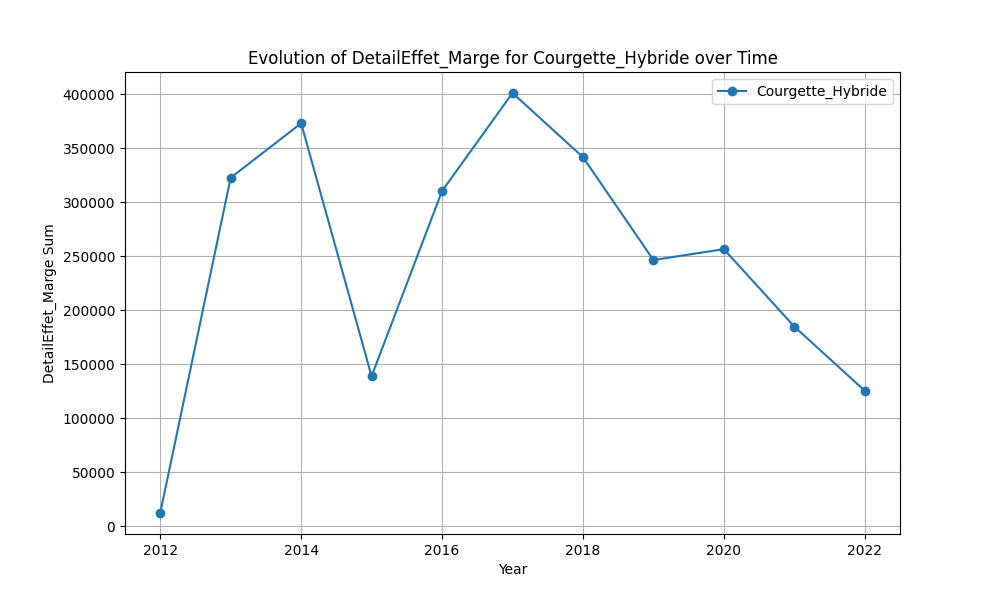 Evolution of DetailEffet_Marge for Courgette_Hybride over Time
Courgette_Hybride
DetailEffet_Marge Sum
400000
350000
300000
250000
200000
150000
100000
50000
0
2012 2014 2016 2018 2020 2022
Year